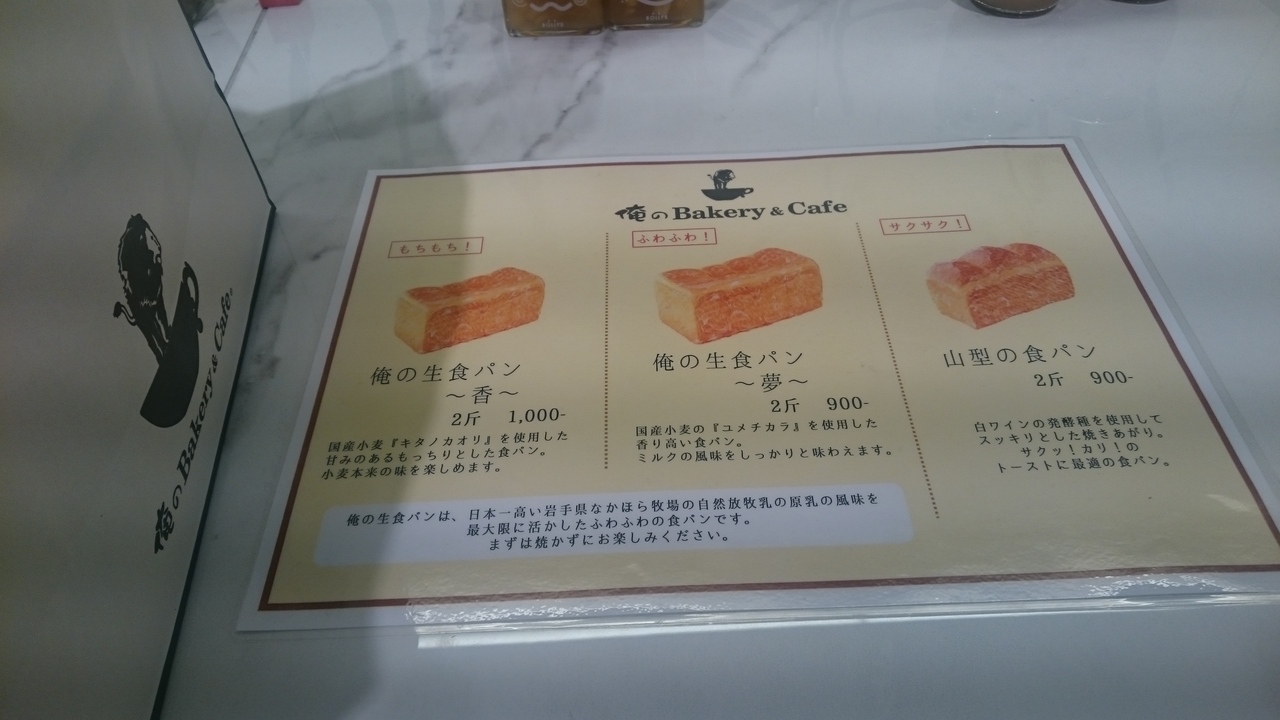 俺の Bakery & Cafe
もちもち！
俺の生食パン
～香～
2斤 1,000-
国産小麦『キタノカオリ』を使用した
甘みのあるもっちりとした食パン。
小麦本来の味を楽しめます。
ふわふわ！
俺の生食パン
～夢～
2斤 900-
国産小麦の『ユメチカラ』を使用した
香り高い食パン。
ミルクの風味をしっかりと味わえます。
サクサク！
山型の食パン
2斤 900-
白ワインの発酵種を使用して
スッキリとした焼きあがり。
サクッ！カリ！の
トーストに最適の食パン。
俺の生食パンは、日本一高い岩手県なかほら牧場の自然放牧乳の原乳の風味を
最大限に活かしたふわふわの食パンです。
まずは焼かずにお楽しみください。
俺の Bakery & Cafe